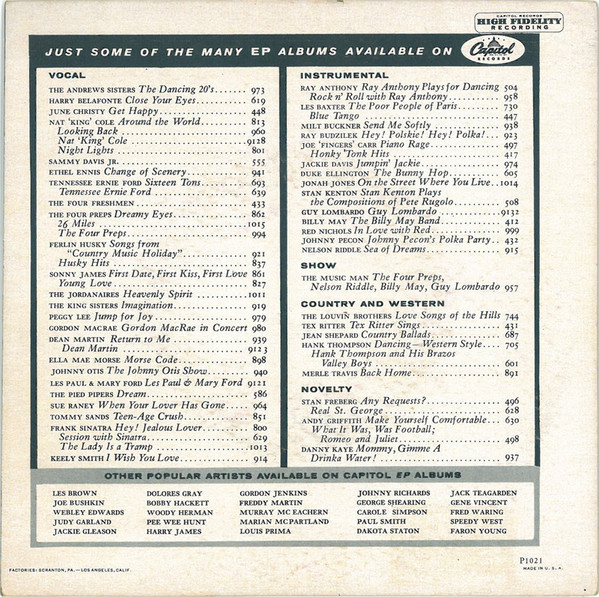 CAPITOL RECORDS
HIGH FIDELITY
RECORDING
JUST SOME OF THE MANY EP ALBUMS AVAILABLE ON
Capitol
RECORDS
VOCAL
THE ANDREWS SISTERS The Dancing 20's...... 973
HARRY BELAFONTE Close Your Eyes........ 619
JUNE CHRISTY Get Happy............. 448
NAT 'KING' COLE Around the World........ 813
Looking Back.................. 960
Nat 'King' Cole................ 9128
Night Lights................... 801
SAMMY DAVIS JR..................... 555
ETHEL ENNIS Change of Scenery.......... 941
TENNESSEE ERNIE FORD Sixteen Tons....... 693
Tennessee Ernie Ford............ 639
THE FOUR FRESHMEN................. 433
THE FOUR PREPS Dreamy Eyes............ 862
26 Miles..................... 1015
The Four Preps................. 994
FERLIN HUSKY Songs from
"Country Music Holiday"......... 921
Husky Hits.................... 837
SONNY JAMES First Date, First Kiss, First Love 861
Young Love................... 827
THE JORDANAIRES Heavenly Spirit........ 1011
THE KING SISTERS Imagination............ 919
PEGGY LEE Jump for Joy................ 979
GORDON MACRAE Gordon MacRae in Concert 980
DEAN MARTIN Return to Me............. 939
Dean Martin.................. 9123
ELLA MAE MORSE Morse Code............ 898
JOHNNY OTIS The Johnny Otis Show........ 940
LES PAUL AND MARY FORD Les Paul & Mary Ford 9121
THE PIED PIPERS Dream................. 586
SUE RANEY When Your Lover Has Gone..... 964
TOMMY SANDS Teen-Age Crush........... 851
FRANK SINATRA Hey! Jealous Lover........ 800
Session with Sinatra............. 629
The Lady Is a Tramp............ 1013
KEELY SMITH I Wish You Love........... 914
INSTRUMENTAL
RAY ANTHONY Ray Anthony Plays for Dancing 504
Rock n' Roll with Ray Anthony......... 958
LES BAXTER The Poor People of Paris....... 730
Blue Tango.................... 447
MILT BUCKNER Send Me Softly............ 938
RAY BUDZILEK Hey! Polskie! Hey! Polka!... 923
JOE 'FINGERS' CARR Piano Rage.......... 497
Honky 'Tonk Hits............... 417
JACKIE DAVIS Jumpin' Jackie............ 974
DUKE ELLINGTON The Bunny Hop......... 605
JONAH JONES On the Street Where You Live.. 1014
STAN KENTON Stan Kenton Plays
the Compositions of Pete Rugolo....... 508
GUY LOMBARDO Guy Lombardo.......... 9132
BILLY MAY The Billy May Band.......... 412
RED NICHOLS In Love with Red.......... 999
JOHNNY PECON Johnny Pecon's Polka Party.. 432
NELSON RIDDLE Sea of Dreams............ 915
SHOW
THE MUSIC MAN The Four Preps,
Nelson Riddle, Billy May, Guy Lombardo 957
COUNTRY AND WESTERN
THE LOUVIN BROTHERS Love Songs of the Hills 744
TEX RITTER Tex Ritter Sings............. 431
JEAN SHEPARD Country Ballads........... 687
HANK THOMPSON Dancing—Western Style.... 705
Hank Thompson and His Brazos
Valley Boys.................... 601
MERLE TRAVIS Back Home............... 891
NOVELTY
STAN FREBERG Any Requests?............. 496
Real St. George................ 628
ANDY GRIFFITH Make Yourself Comfortable... 630
What It Was, Was Football;
Romeo and Juliet................ 498
DANNY KAYE Mommy, Gimme A
Drinka Water!................. 937
OTHER POPULAR ARTISTS AVAILABLE ON CAPITOL EP ALBUMS
LES BROWN DOLORES GRAY GORDON JENKINS JOHNNY RICHARDS JACK TEAGARDEN
JOE BUSHKIN BOBBY HACKETT FREDDY MARTIN GEORGE SHEARING GENE VINCENT
WEBLEY EDWARDS WOODY HERMAN MURRAY MC EACHERN CAROLE SIMPSON FRED WARING
JUDY GARLAND PEE WEE HUNT MARIAN MCPARTLAND PAUL SMITH SPEEDY WEST
JACKIE GLEASON HARRY JAMES LOUIS PRIMA DAKOTA STATON FARON YOUNG
FACTORIES: SCRANTON, PA.—LOS ANGELES, CALIF.
P1021
MADE IN U.S.A.